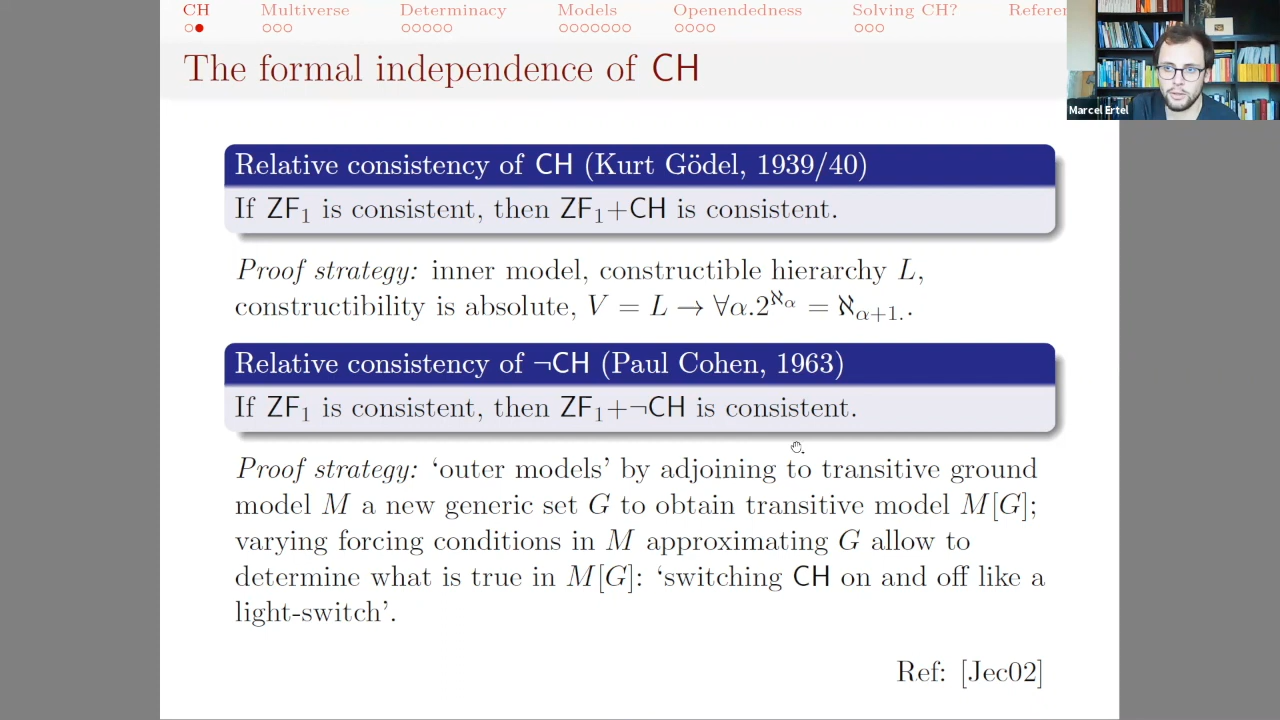 CH Multiverse Determinacy Models Openendedness Solving CH? Referen
The formal independence of CH
Marcel Ertel
Relative consistency of CH (Kurt Gödel, 1939/40)
If ZF₁ is consistent, then ZF₁+CH is consistent.
Proof strategy: inner model, constructible hierarchy L,
constructibility is absolute, V = L → ∀α.2^ℵ_α = ℵ_α+1..
Relative consistency of ¬CH (Paul Cohen, 1963)
If ZF₁ is consistent, then ZF₁+¬CH is consistent.
Proof strategy: ‘outer models’ by adjoining to transitive ground
model M a new generic set G to obtain transitive model M[G];
varying forcing conditions in M approximating G allow to
determine what is true in M[G]: ‘switching CH on and off like a
light-switch’.
Ref: [Jec02]